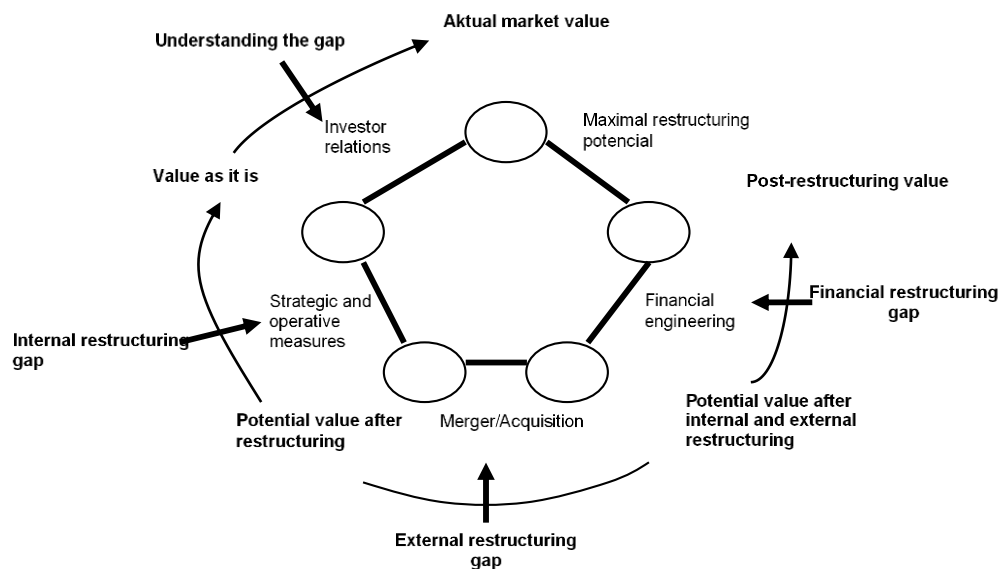 Aktual market value
Understanding the gap
Investor
relations
Maximal restructuring
potencial
Value as it is
Post-restructuring value
Strategic and
operative
measures
Financial
engineering
Financial restructuring
gap
Internal restructuring
gap
Potential value after
restructuring
Merger/Acquisition
Potential value after
internal and external
restructuring
External restructuring
gap